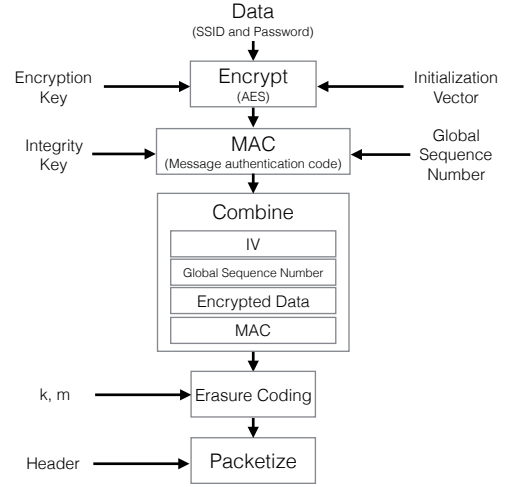 Data
(SSID and Password)
Encryption
Key
Encrypt
(AES)
Initialization
Vector
Integrity
Key
MAC
(Message authentication code)
Global
Sequence
Number
Combine
IV
Global Sequence Number
Encrypted Data
MAC
k, m
Erasure Coding
Header
Packetize